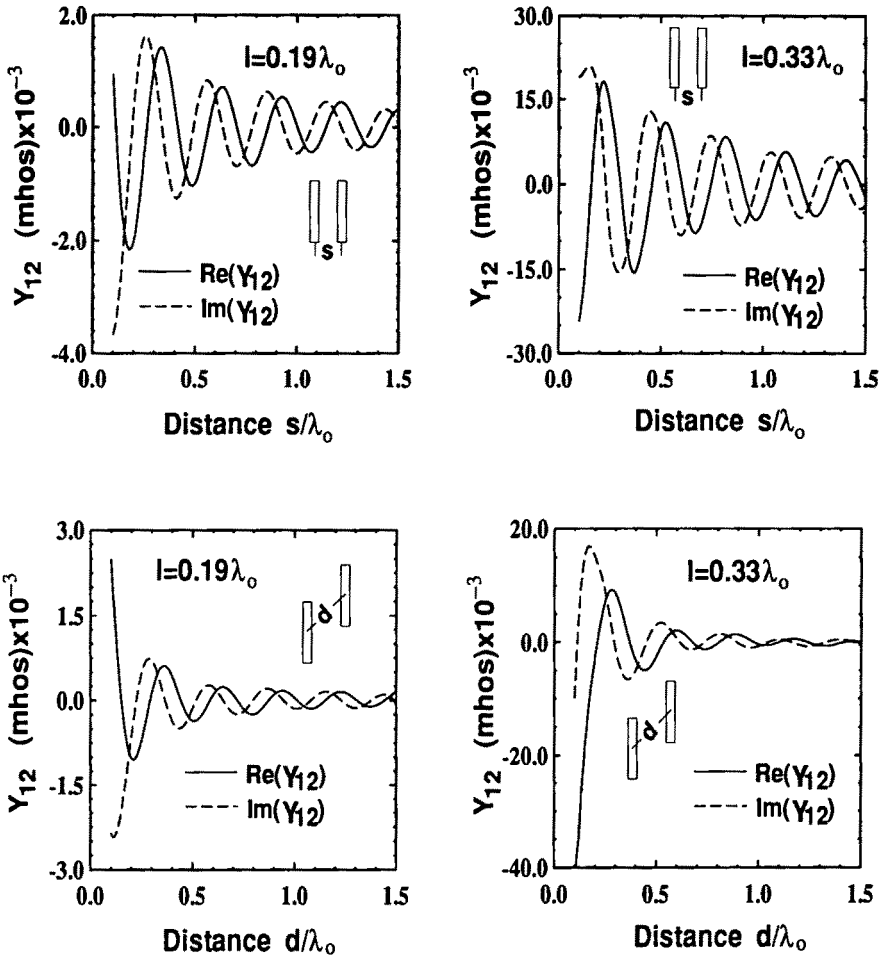 2.0
0.0
-2.0
-4.0
Y12 (mhos)x10-3
l=0.19λo
s
Re(Y12)
Im(Y12)
0.0 0.5 1.0 1.5
Distance s/λo
30.0
15.0
0.0
-15.0
-30.0
Y12 (mhos)x10-3
l=0.33λo
s
Re(Y12)
Im(Y12)
0.0 0.5 1.0 1.5
Distance s/λo
3.0
1.5
0.0
-1.5
-3.0
Y12 (mhos)x10-3
l=0.19λo
d
Re(Y12)
Im(Y12)
0.0 0.5 1.0 1.5
Distance d/λo
20.0
0.0
-20.0
-40.0
Y12 (mhos)x10-3
l=0.33λo
d
Re(Y12)
Im(Y12)
0.0 0.5 1.0 1.5
Distance d/λo